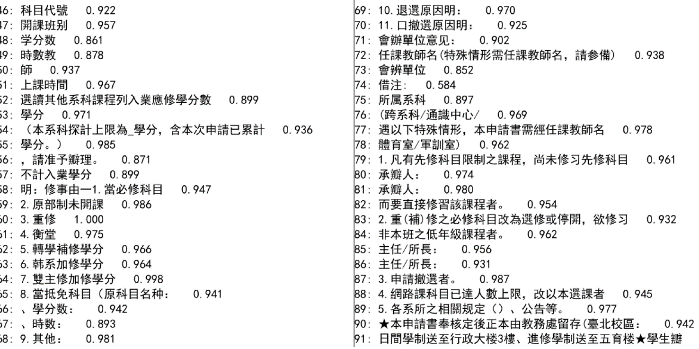 46: 科目代號 0.922
47: 開課班别 0.957
48: 学分数 0.861
49: 時數教 0.878
50: 師 0.937
51: 上課時間 0.967
52: 選讀其他系科課程列入業應修學分數 0.899
53: 學分 0.971
54: （本系科探計上限為_學分，含本次申請已累計 0.936
55: 學分。） 0.985
56: ，請准予瓣理。 0.871
57: 不計入業學分 0.899
58: 明: 修事由一1.當必修科目 0.947
59: 2.原部制未開課 0.986
60: 3.重修 1.000
61: 4.衡堂 0.975
62: 5.轉學補修學分 0.966
63: 6.韩系加修學分 0.964
64: 7.雙主修加修學分 0.998
65: 8.當抵免科目（原科目名种: 0.941
66: 、學分數: 0.942
67: 、時數: 0.893
68: 9.其他: 0.981
69: 10.退選原因明: 0.970
70: 11.口撤選原因明: 0.925
71: 會辦單位意见: 0.902
72: 任課教師名(特殊情形需任課教師名，請參備) 0.938
73: 會辨單位 0.852
74: 借注: 0.584
75: 所属系科 0.897
76: (跨系科/通識中心/ 0.969
77: 遇以下特殊情形，本申請書需經任課教師名 0.978
78: 體育室/軍訓室) 0.962
79: 1.凡有先修科目限制之課程，尚未修习先修科目 0.961
80: 承瓣人: 0.974
81: 承瓣人: 0.980
82: 而要直接修習該課程者。 0.954
83: 2.重(補)修之必修科目改為選修或停開，欲修习 0.932
84: 非本班之低年級課程者。 0.962
85: 主任/所長: 0.956
86: 主任/所長: 0.931
87: 3.申請撤選者。 0.987
88: 4.網路課科目已達人數上限，改以本選課者 0.945
89: 5.各系所之相關规定（）、公告等。 0.977
90: ★本申請書奉核定後正本由教務處留存(臺北校區: 0.942
91: 日間學制送至行政大楼3樓、進修學制送至五育樓★學生瓣